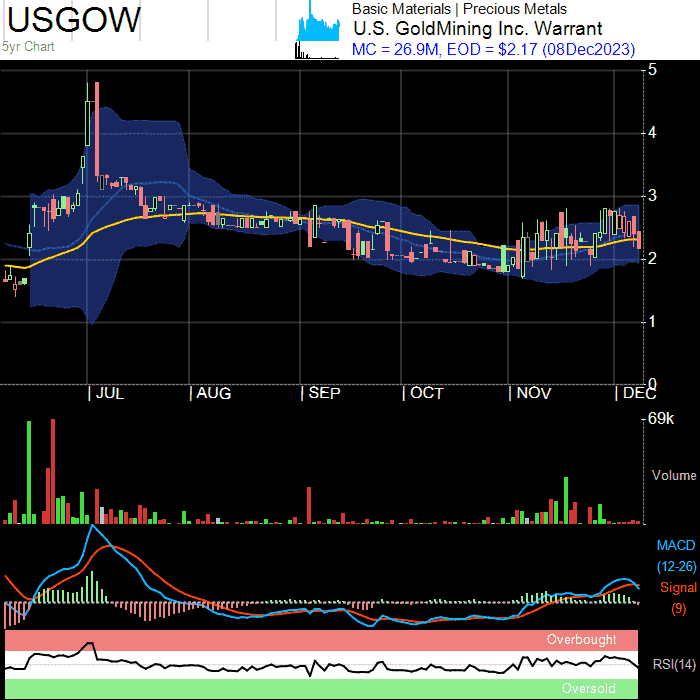 USGOW
5yr Chart
Basic Materials | Precious Metals
U.S. GoldMining Inc. Warrant
MC = 26.9M, EOD = $2.17 (08Dec2023)
5
4
3
2
1
0
JUL AUG SEP OCT NOV DEC
69k
Volume
MACD
(12-26)
Signal
(9)
Overbought
RSI(14)
Oversold